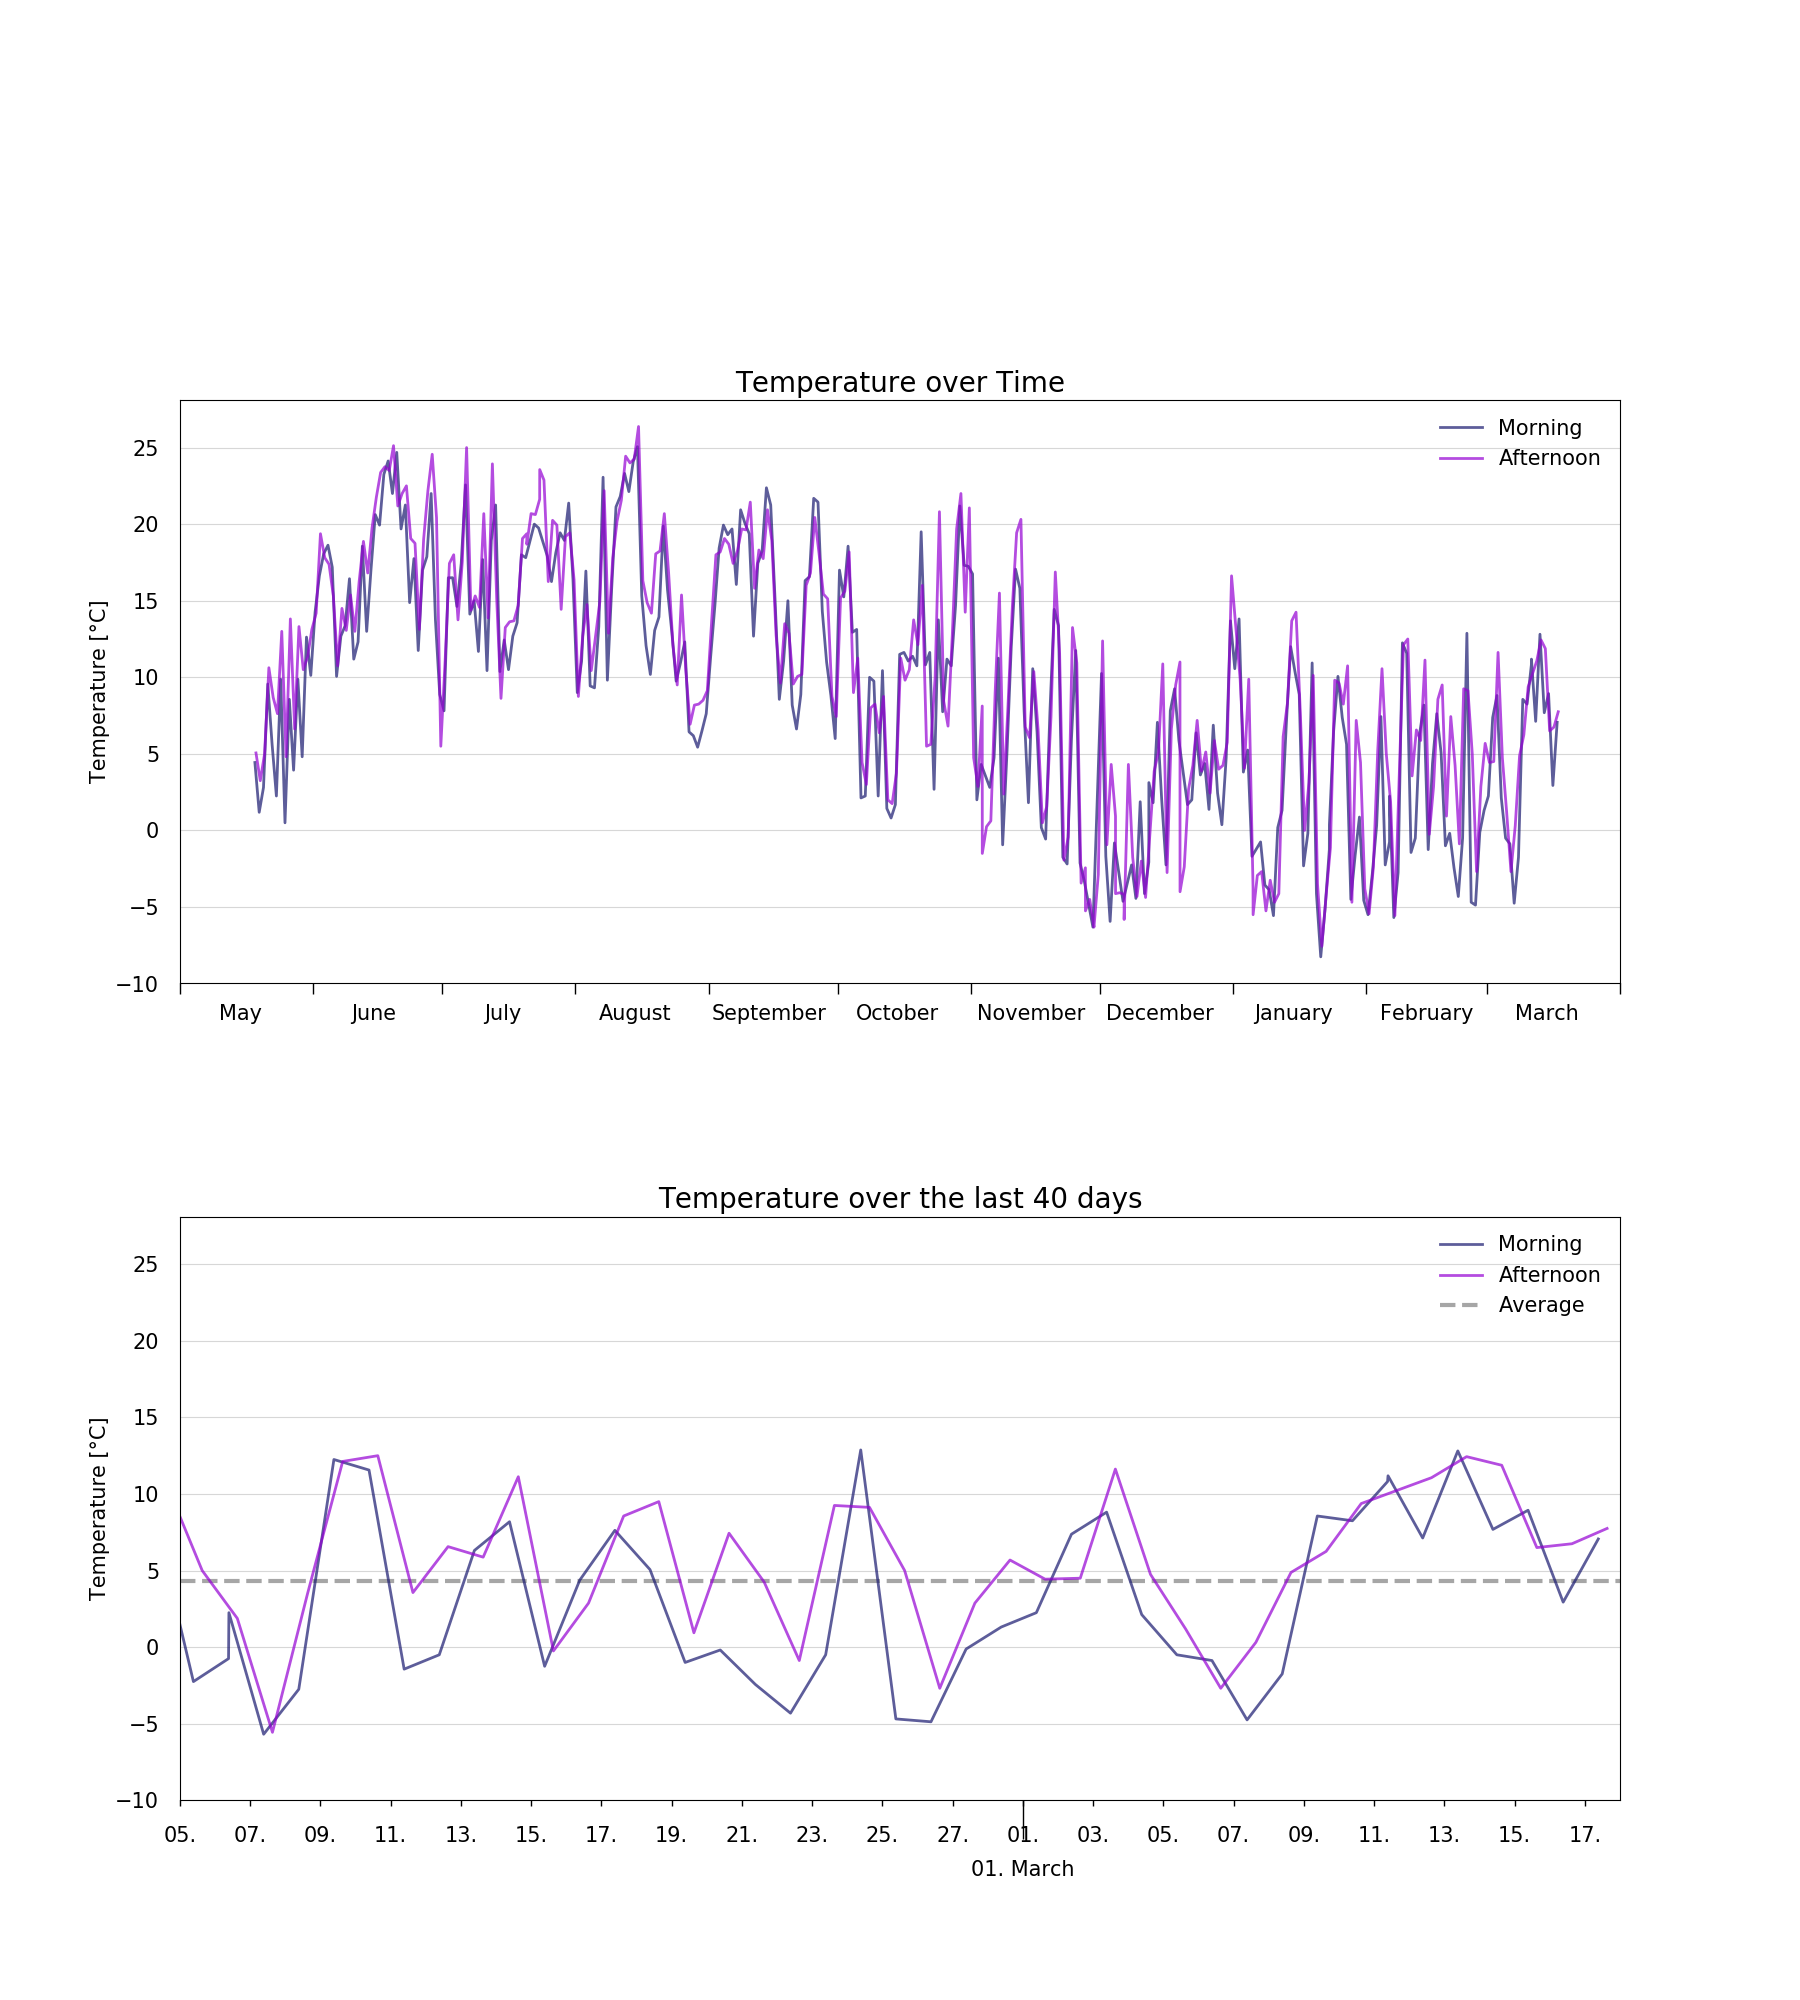 Temperature over Time
Morning
Afternoon
Temperature [°C]
25
20
15
10
5
0
−5
−10
May June July August September October November December January February March
Temperature over the last 40 days
Morning
Afternoon
Average
Temperature [°C]
25
20
15
10
5
0
−5
−10
05. 07. 09. 11. 13. 15. 17. 19. 21. 23. 25. 27. 01. 03. 05. 07. 09. 11. 13. 15. 17.
01. March